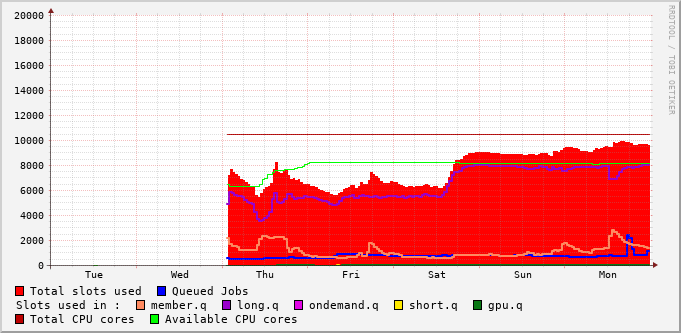 20000
18000
16000
14000
12000
10000
8000
6000
4000
2000
0
Tue Wed Thu Fri Sat Sun Mon
RRDTOOL / TOBI OETIKER
Total slots used Queued Jobs
Slots used in : member.q long.q ondemand.q short.q gpu.q
Total CPU cores Available CPU cores